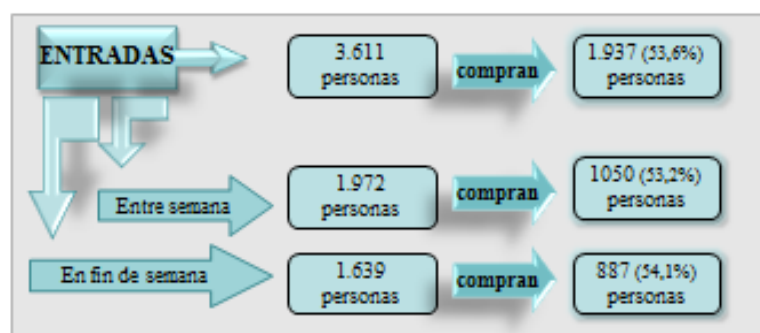 ENTRADAS
3.611
personas
compran
1.937 (53,6%)
personas
Entre semana
1.972
personas
compran
1050 (53,2%)
personas
En fin de semana
1.639
personas
compran
887 (54,1%)
personas